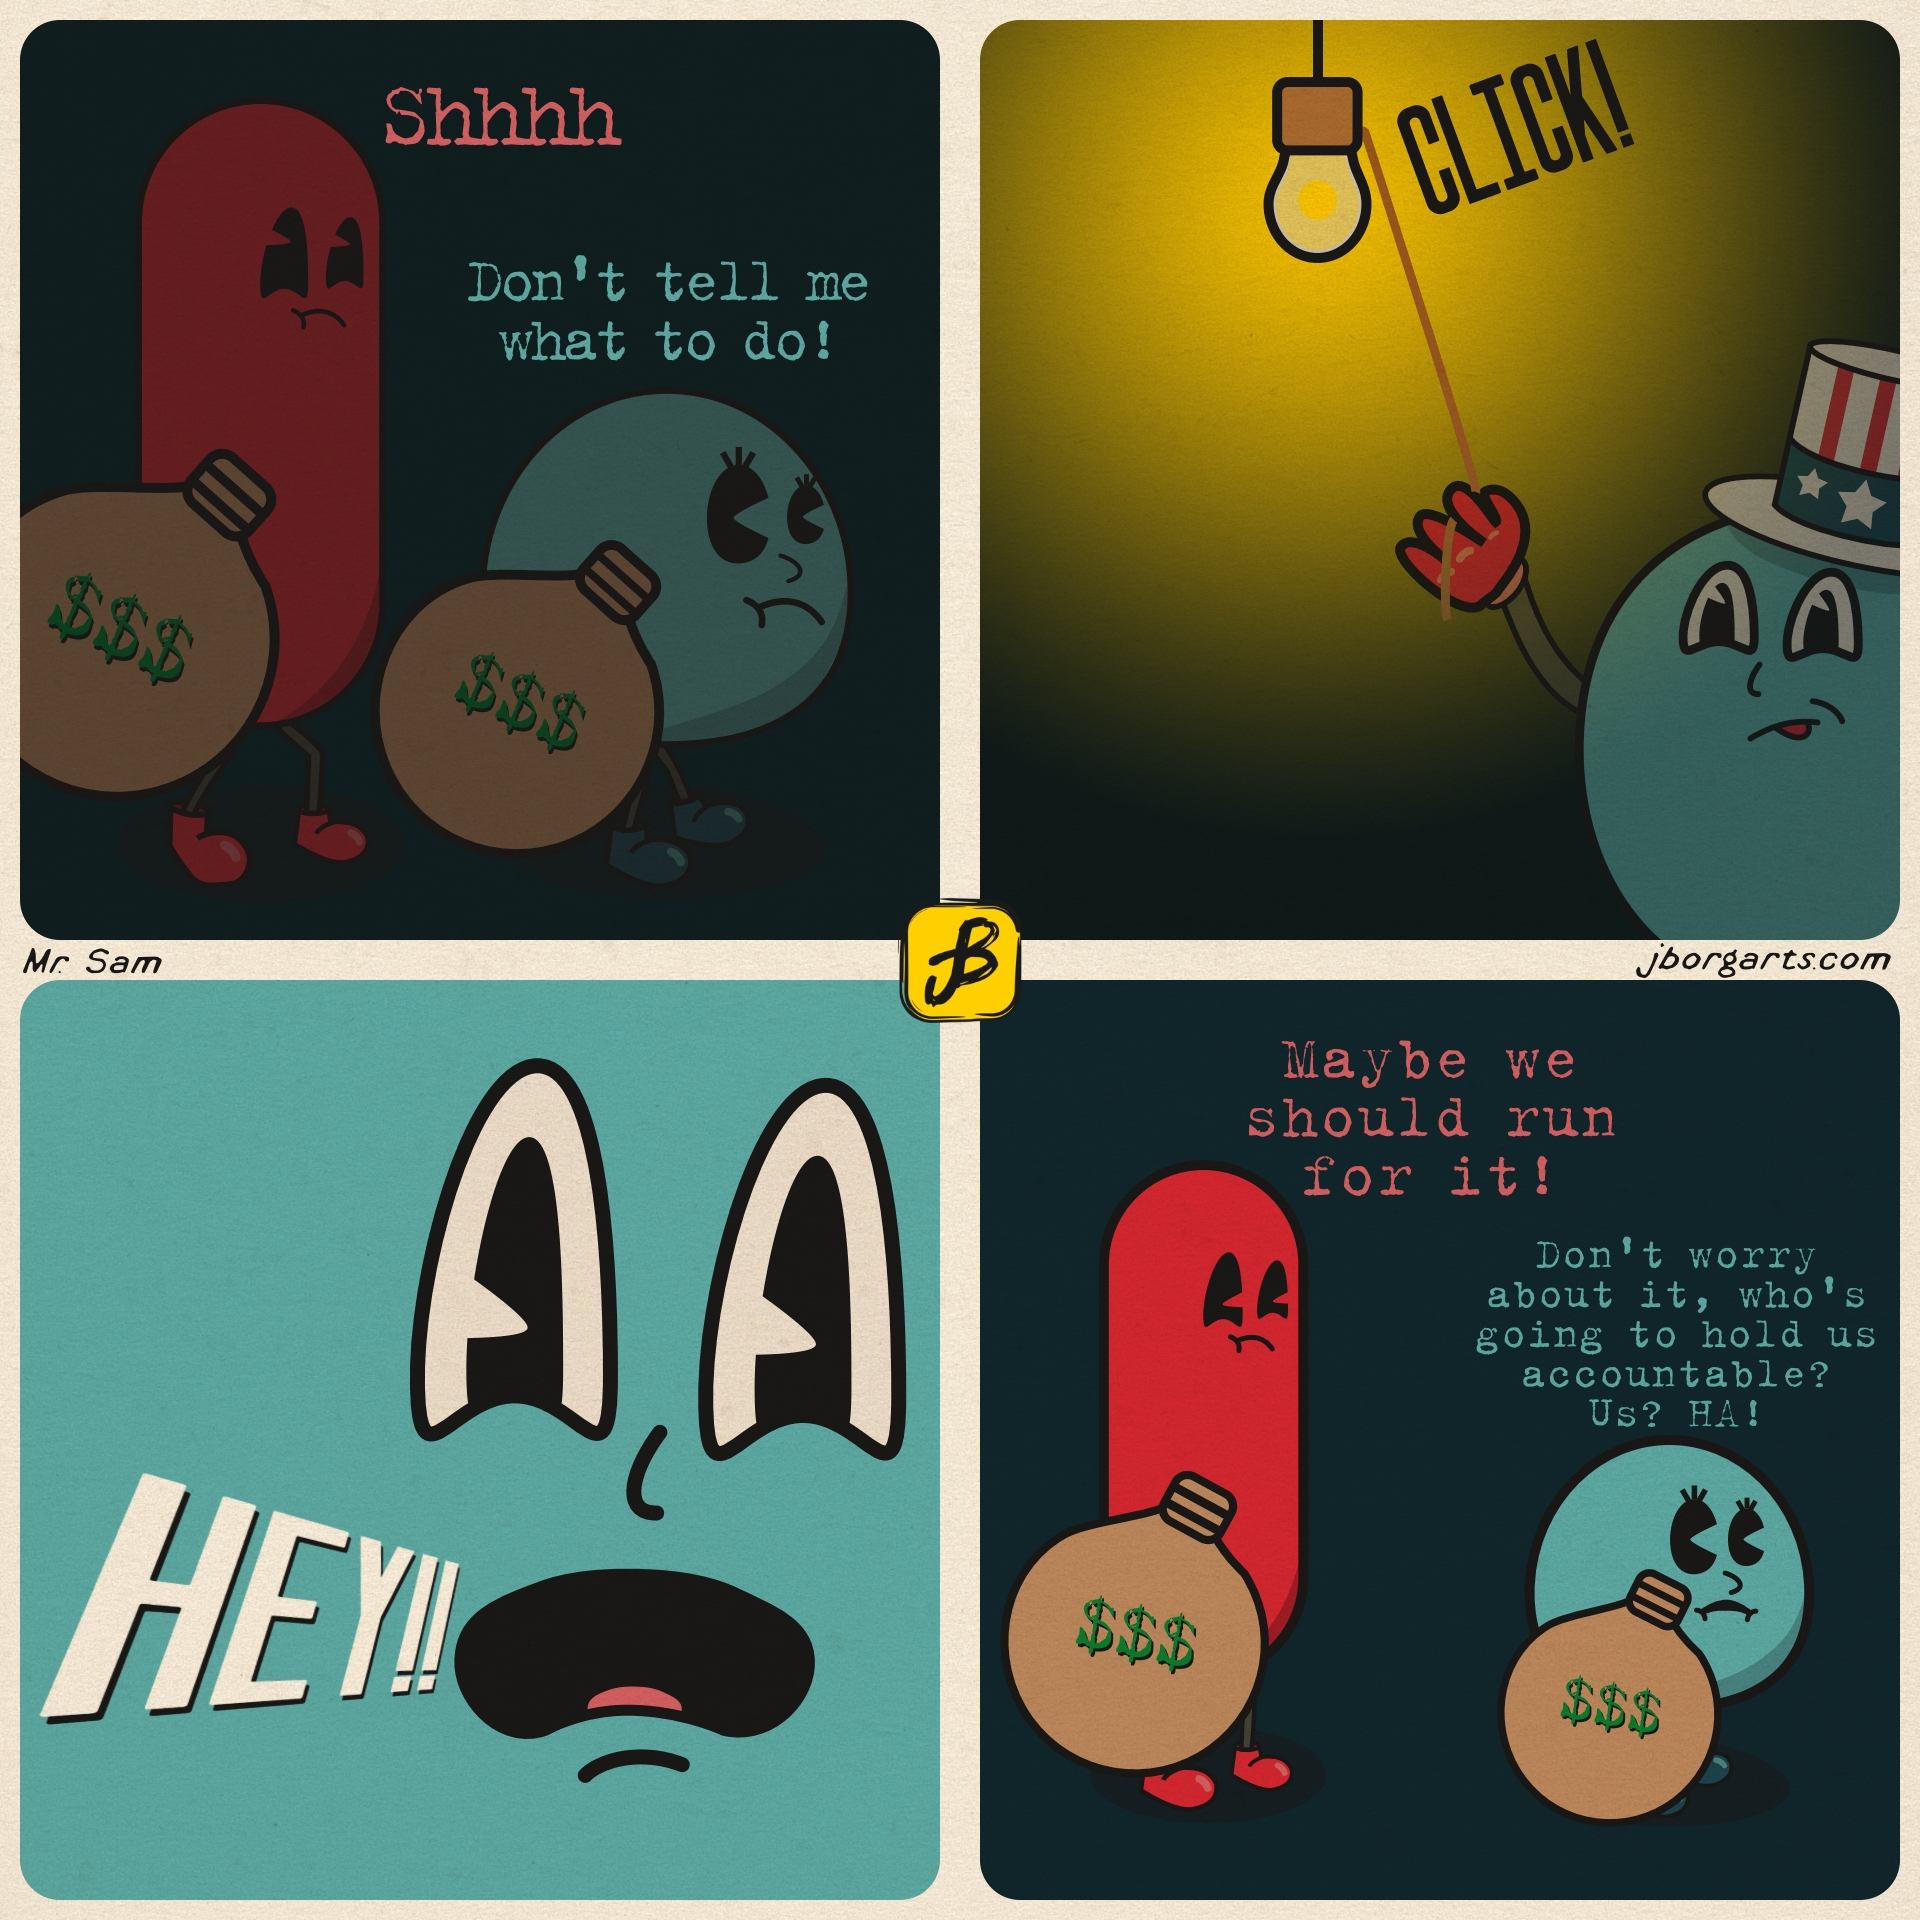 Shhhh
Don't tell me
what to do!
$$$
$$$
CLICK!
Mr. Sam
JB
jborgarts.com
HEY!!
Maybe we
should run
for it!
Don't worry
about it, who's
going to hold us
accountable?
Us? HA!
$$$
$$$